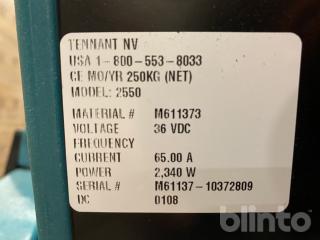 TENNANT NV
USA 1-800-553-8033
CE MO/YR 250KG (NET)
MODEL: 2550
MATERIAL # M611373
VOLTAGE 36 VDC
FREQUENCY
CURRENT 65.00 A
POWER 2,340 W
SERIAL # M61137-10372809
DC 0108
blinto